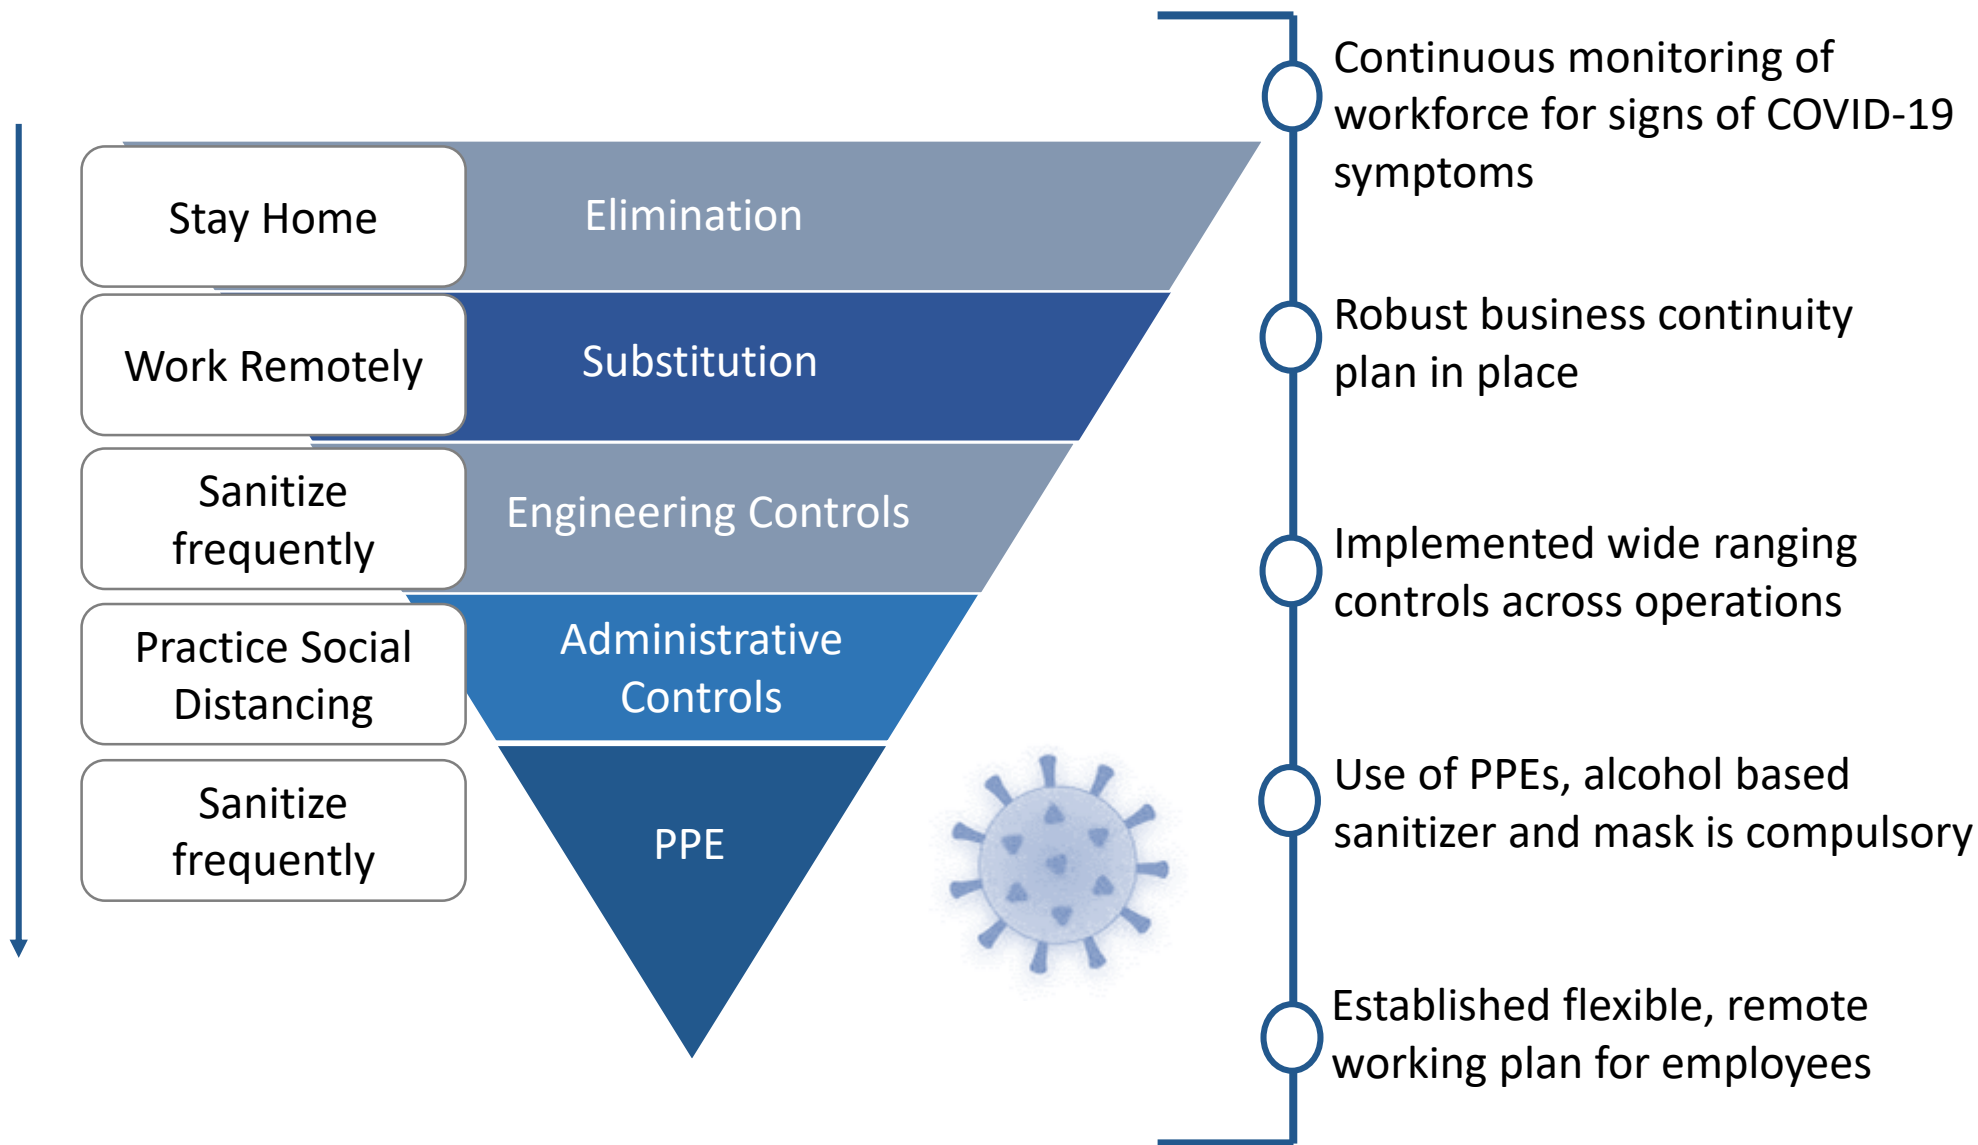 Stay Home
Elimination
Work Remotely
Substitution
Sanitize
frequently
Engineering Controls
Practice Social
Distancing
Administrative
Controls
Sanitize
frequently
PPE
Continuous monitoring of
workforce for signs of COVID-19
symptoms
Robust business continuity
plan in place
Implemented wide ranging
controls across operations
Use of PPEs, alcohol based
sanitizer and mask is compulsory
Established flexible, remote
working plan for employees